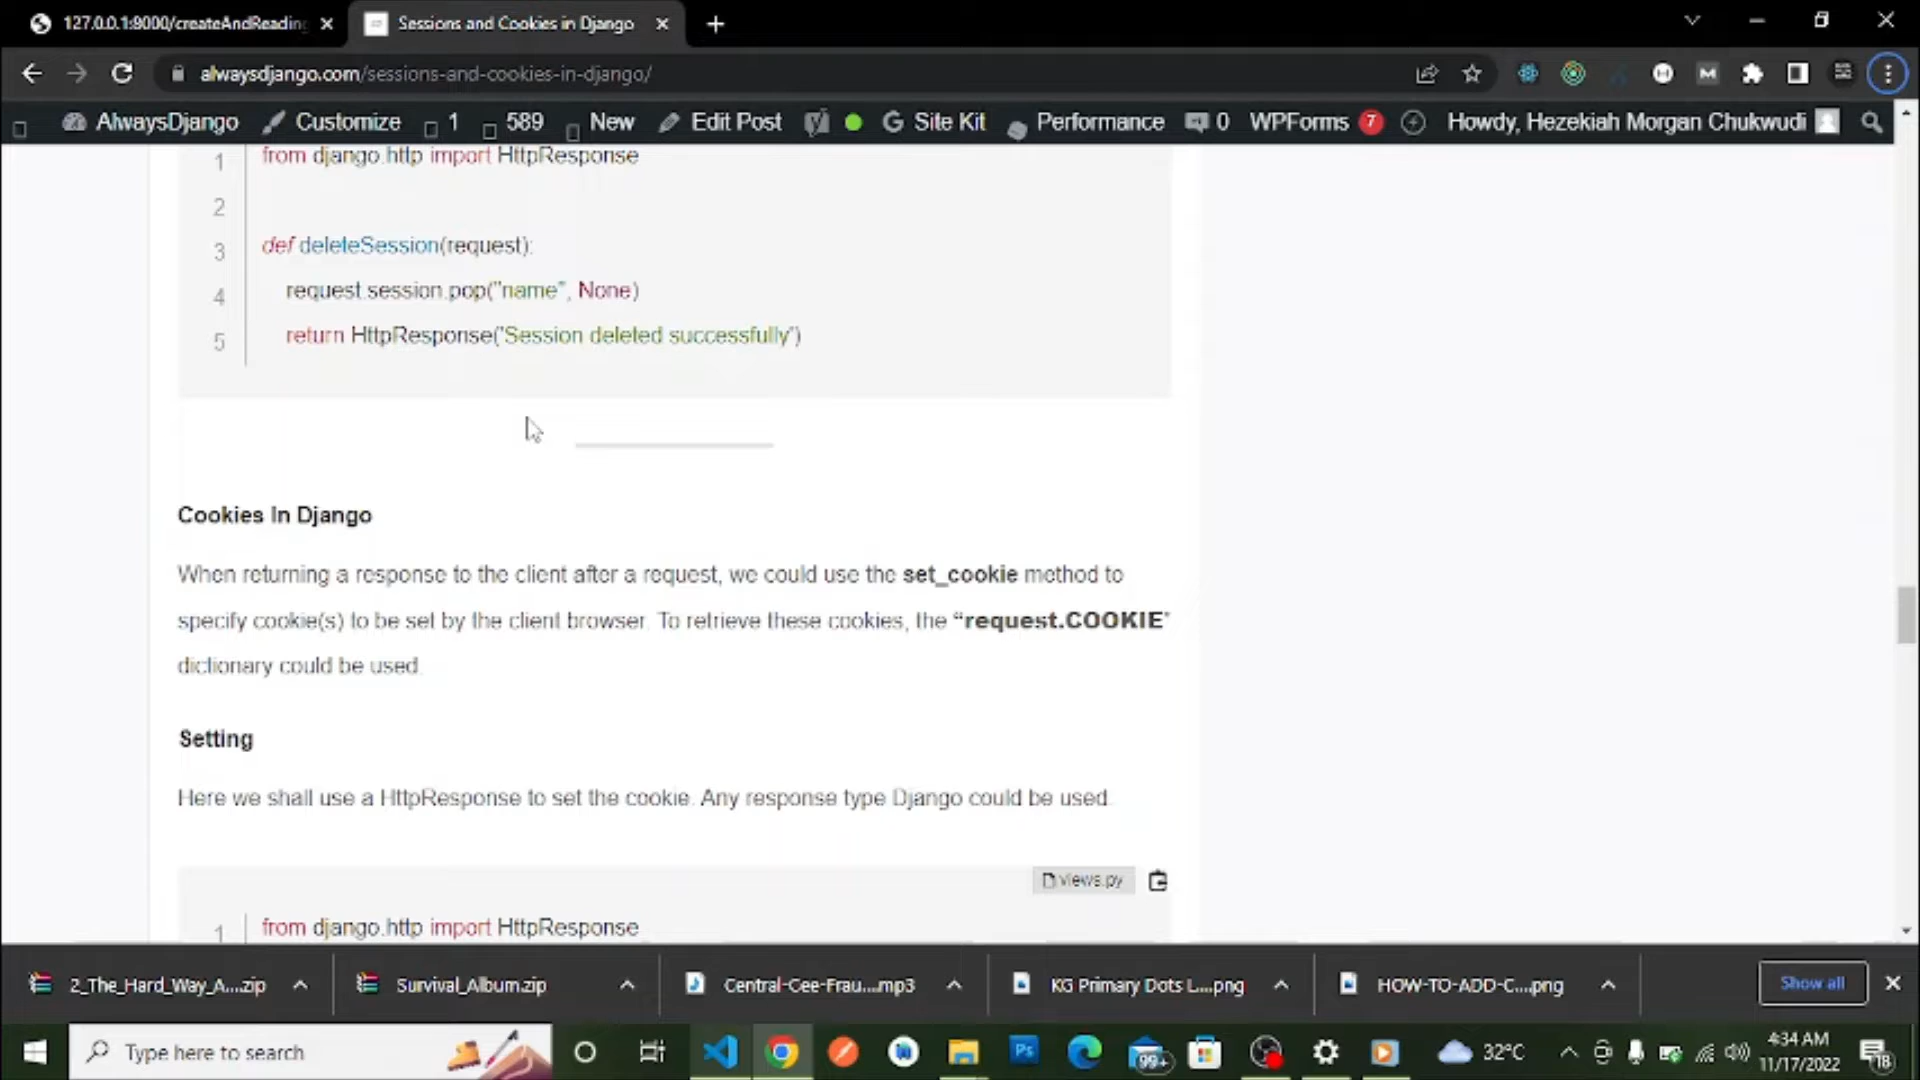 127.0.0.1:8000/createAndReading
Sessions and Cookies in Django
alwaysdjango.com/sessions-and-cookies-in-django/
AlwaysDjango Customize 1 589 New Edit Post Site Kit Performance 0 WPForms 7 Howdy, Hezekiah Morgan Chukwudi
1 from django.http import HttpResponse
2
3 def deleteSession(request):
4 request.session.pop("name", None)
5 return HttpResponse('Session deleted successfully')
Cookies In Django
When returning a response to the client after a request, we could use the set_cookie method to
specify cookie(s) to be set by the client browser. To retrieve these cookies, the “request.COOKIE”
dictionary could be used.
Setting
Here we shall use a HttpResponse to set the cookie. Any response type Django could be used.
views.py
1 from django.http import HttpResponse
2_The_Hard_Way_A....zip
Survival_Album.zip
Central-Cee-Frau....mp3
KG Primary Dots L....png
HOW-TO-ADD-C....png
Show all
Type here to search
Ps
99+
32°C
4:34 AM
11/17/2022
18